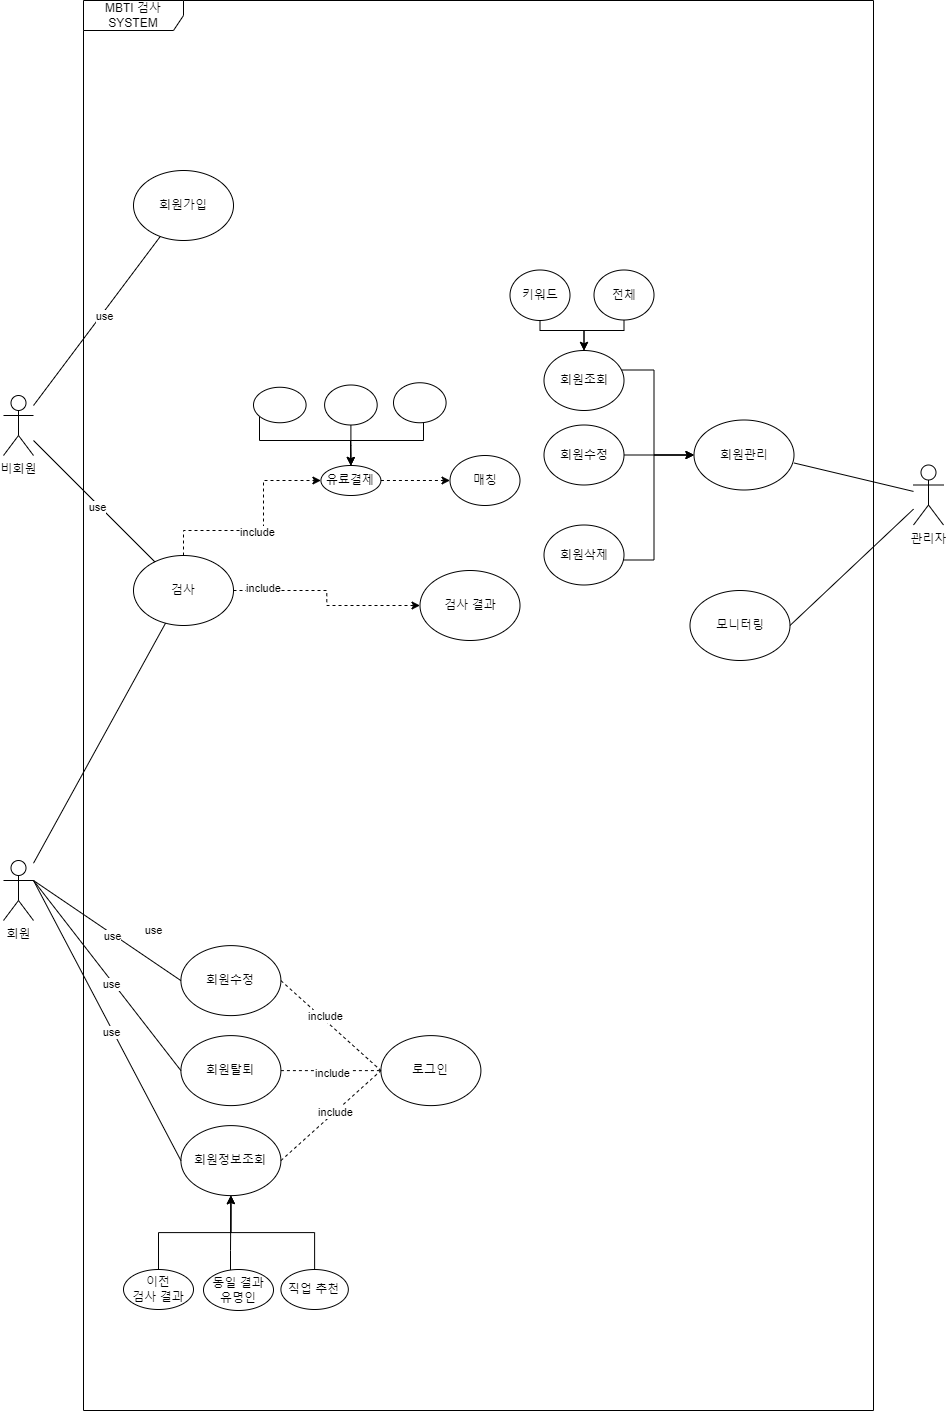 MBTI 검사
SYSTEM
회원가입
use
키워드
전체
회원조회
비회원
회원수정
회원관리
유료결제
매칭
use
include
관리자
회원삭제
검사
include
검사 결과
모니터링
회원
use
use
회원수정
use
include
use
회원탈퇴
include
로그인
include
회원정보조회
이전
검사 결과
동일 결과
유명인
직업 추천